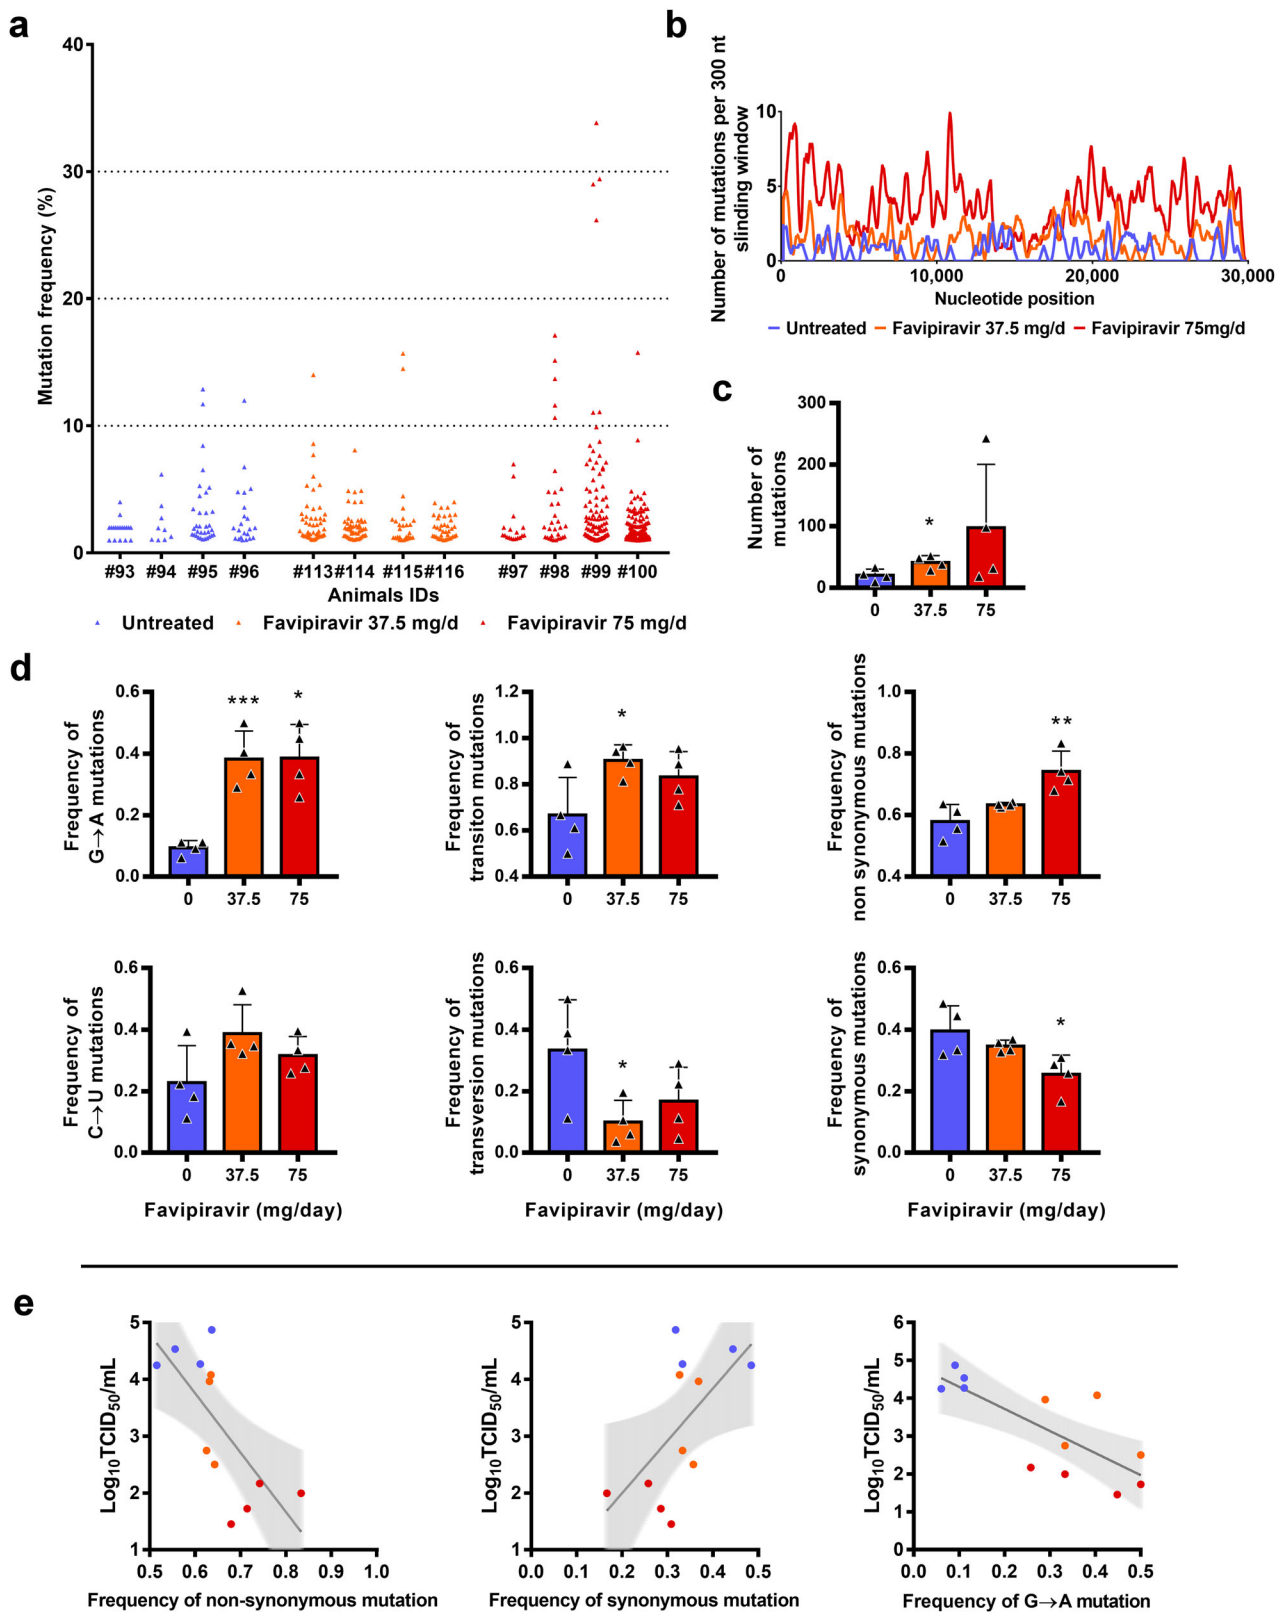 a
40
30
20
10
0
Mutation frequency (%)
#93 #94 #95 #96 #113 #114 #115 #116 #97 #98 #99 #100
Animals IDs
Untreated Favipiravir 37.5 mg/d Favipiravir 75 mg/d
b
Number of mutations per 300 nt
slinding window
10
5
0
0 10,000 20,000 30,000
Nucleotide position
Untreated Favipiravir 37.5 mg/d Favipiravir 75mg/d
c
Number of
mutations
300
200
100
0
*
0 37.5 75
d
Frequency of
G→A mutations
0.6
0.4
0.2
0.0
*** *
0 37.5 75
Frequency of
transiton mutations
1.2
1.0
0.8
0.6
0.4
*
0 37.5 75
Frequency of
non synonymous mutations
1.0
0.8
0.6
0.4
**
0 37.5 75
Frequency of
C→U mutations
0.6
0.4
0.2
0.0
0 37.5 75
Favipiravir (mg/day)
Frequency of
transversion mutations
0.6
0.4
0.2
0.0
*
0 37.5 75
Favipiravir (mg/day)
Frequency of
synonymous mutations
0.6
0.4
0.2
0.0
*
0 37.5 75
Favipiravir (mg/day)
e
Log10TCID50/mL
5
4
3
2
1
0.5 0.6 0.7 0.8 0.9 1.0
Frequency of non-synonymous mutation
Log10TCID50/mL
5
4
3
2
1
0.0 0.1 0.2 0.3 0.4 0.5
Frequency of synonymous mutation
Log10TCID50/mL
6
5
4
3
2
1
0
0.0 0.1 0.2 0.3 0.4 0.5
Frequency of G→A mutation